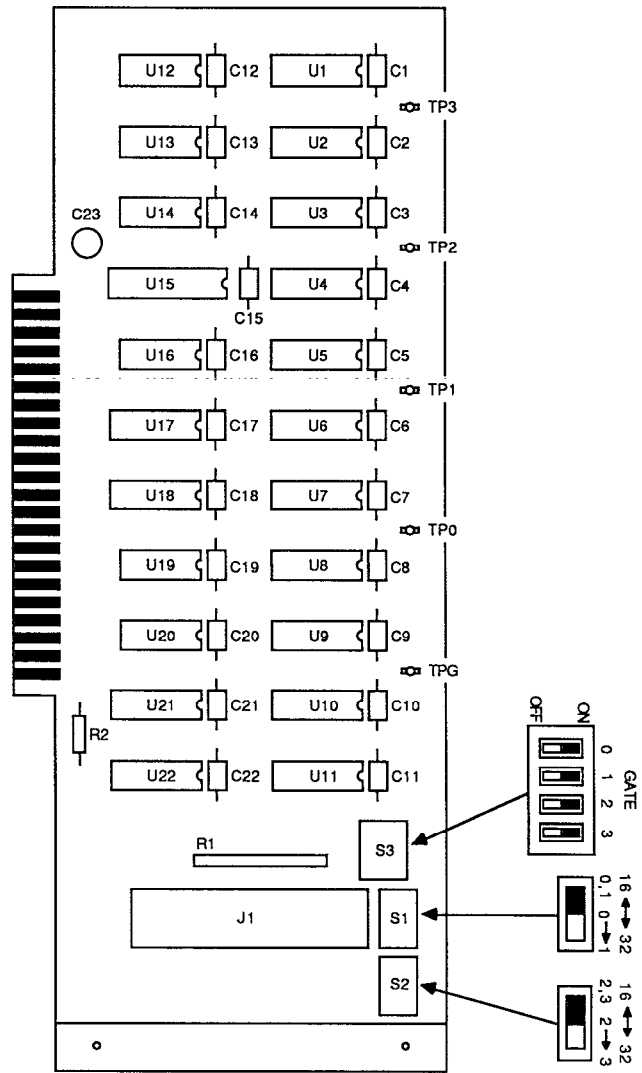 U12 C12 U1 C1
TP3
U13 C13 U2 C2
C23
U14 C14 U3 C3
TP2
U15 C15 U4 C4
U16 C16 U5 C5
TP1
U17 C17 U6 C6
U18 C18 U7 C7
TP0
U19 C19 U8 C8
U20 C20 U9 C9
TPG
U21 C21 U10 C10
R2
U22 C22 U11 C11
R1
S3
J1
S1
S2
OFF ON
0
1
2
3
GATE
16 ↔ 32
0,1 0→1
16 ↔ 32
2,3 2→3